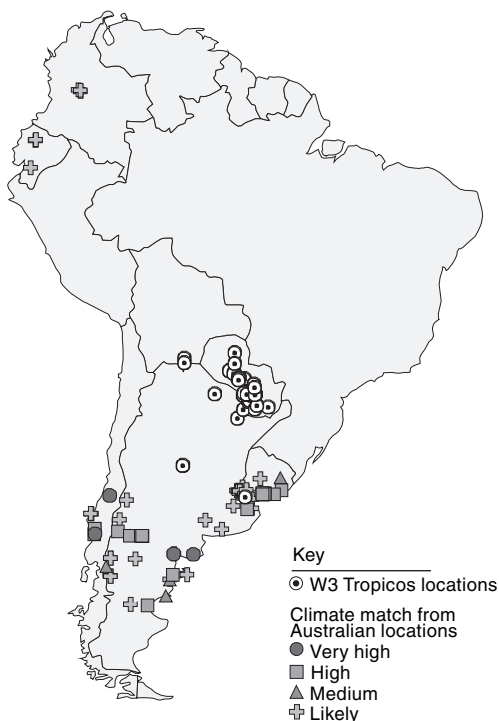 Key
W3 Tropicos locations
Climate match from
Australian locations
Very high
High
Medium
Likely